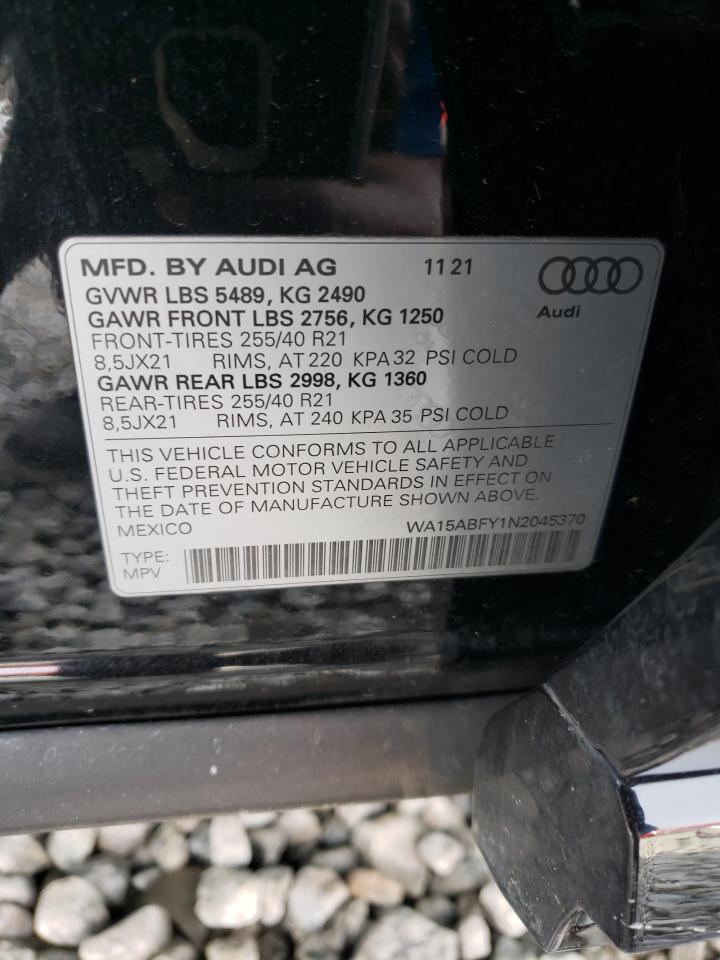 MFD. BY AUDI AG 11 21
Audi
GVWR LBS 5489, KG 2490
GAWR FRONT LBS 2756, KG 1250
FRONT-TIRES 255/40 R21
8,5JX21 RIMS, AT 220 KPA 32 PSI COLD
GAWR REAR LBS 2998, KG 1360
REAR-TIRES 255/40 R21
8,5JX21 RIMS, AT 240 KPA 35 PSI COLD
THIS VEHICLE CONFORMS TO ALL APPLICABLE
U.S. FEDERAL MOTOR VEHICLE SAFETY AND
THEFT PREVENTION STANDARDS IN EFFECT ON
THE DATE OF MANUFACTURE SHOWN ABOVE.
MEXICO WA15ABFY1N2045370
TYPE:
MPV